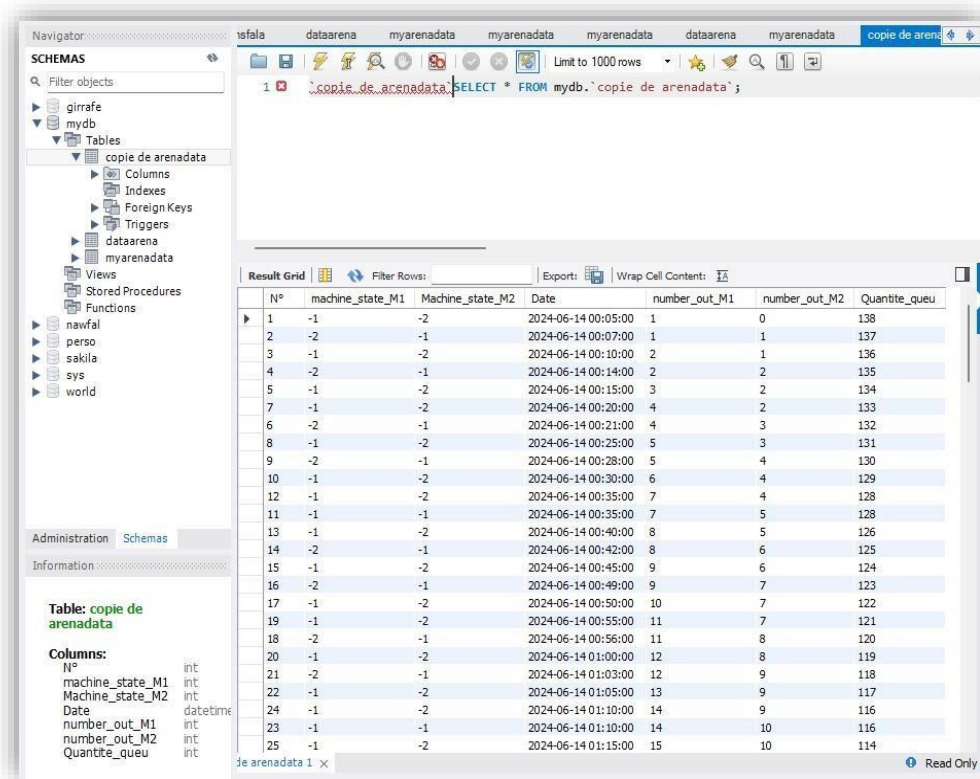 Navigator
SCHEMAS
Filter objects
girrafe
mydb
Tables
copie de arenadata
Columns
Indexes
Foreign Keys
Triggers
dataarena
myarenadata
Views
Stored Procedures
Functions
nawfal
perso
sakila
sys
world
Administration Schemas
Information
Table: copie de
arenadata
Columns:
N° int
machine_state_M1 int
Machine_state_M2 int
Date datetime
number_out_M1 int
number_out_M2 int
Quantite_queu int
nsfala dataarena myarenadata myarenadata myarenadata dataarena myarenadata copie de arena
Limit to 1000 rows
1 `copie de arenadata`SELECT * FROM mydb.`copie de arenadata`;
Result Grid Filter Rows: Export: Wrap Cell Content: IA
N° machine_state_M1 Machine_state_M2 Date number_out_M1 number_out_M2 Quantite_queu
1 -1 -2 2024-06-14 00:05:00 1 0 138
2 -2 -1 2024-06-14 00:07:00 1 1 137
3 -1 -2 2024-06-14 00:10:00 2 1 136
4 -2 -1 2024-06-14 00:14:00 2 2 135
5 -1 -2 2024-06-14 00:15:00 3 2 134
7 -1 -2 2024-06-14 00:20:00 4 2 133
6 -2 -1 2024-06-14 00:21:00 4 3 132
8 -1 -2 2024-06-14 00:25:00 5 3 131
9 -2 -1 2024-06-14 00:28:00 5 4 130
10 -1 -2 2024-06-14 00:30:00 6 4 129
12 -1 -2 2024-06-14 00:35:00 7 4 128
11 -1 -1 2024-06-14 00:35:00 7 5 128
13 -1 -2 2024-06-14 00:40:00 8 5 126
14 -2 -1 2024-06-14 00:42:00 8 6 125
15 -1 -2 2024-06-14 00:45:00 9 6 124
16 -2 -1 2024-06-14 00:49:00 9 7 123
17 -1 -2 2024-06-14 00:50:00 10 7 122
19 -1 -2 2024-06-14 00:55:00 11 7 121
18 -2 -1 2024-06-14 00:56:00 11 8 120
20 -1 -2 2024-06-14 01:00:00 12 8 119
21 -2 -1 2024-06-14 01:03:00 12 9 118
22 -1 -2 2024-06-14 01:05:00 13 9 117
24 -1 -2 2024-06-14 01:10:00 14 9 116
23 -1 -1 2024-06-14 01:10:00 14 10 116
25 -1 -2 2024-06-14 01:15:00 15 10 114
de arenadata 1 Read Only